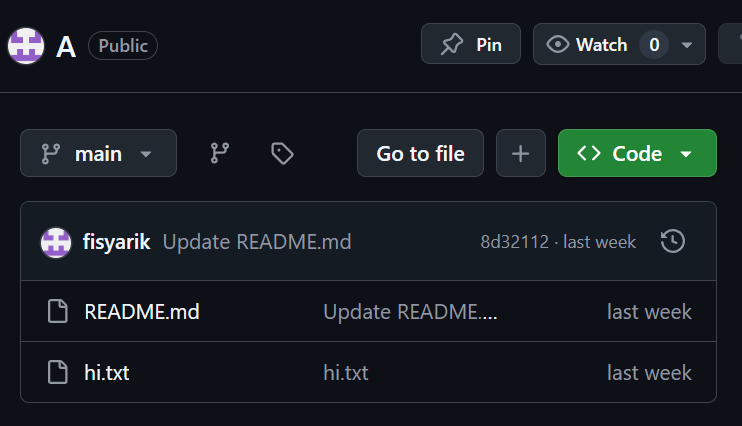 A Public Pin Watch 0
main Go to file + Code
fisyarik Update README.md 8d32112 · last week
README.md Update README.... last week
hi.txt hi.txt last week